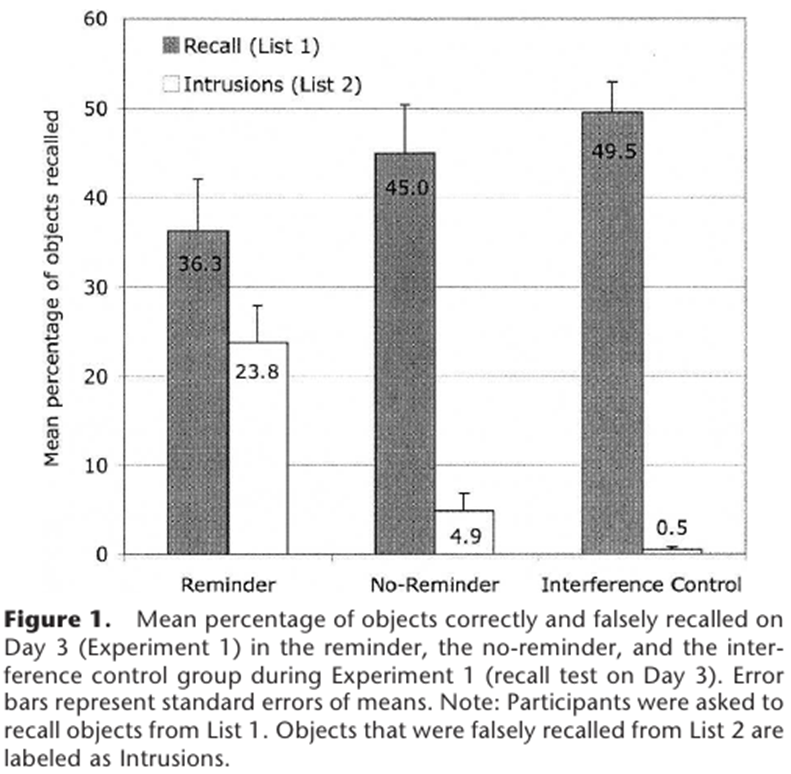 60
50
40
30
20
10
0
Mean percentage of objects recalled
Recall (List 1)
Intrusions (List 2)
36.3
23.8
45.0
4.9
49.5
0.5
Reminder
No-Reminder
Interference Control
Figure 1. Mean percentage of objects correctly and falsely recalled on
Day 3 (Experiment 1) in the reminder, the no-reminder, and the inter-
ference control group during Experiment 1 (recall test on Day 3). Error
bars represent standard errors of means. Note: Participants were asked to
recall objects from List 1. Objects that were falsely recalled from List 2 are
labeled as Intrusions.